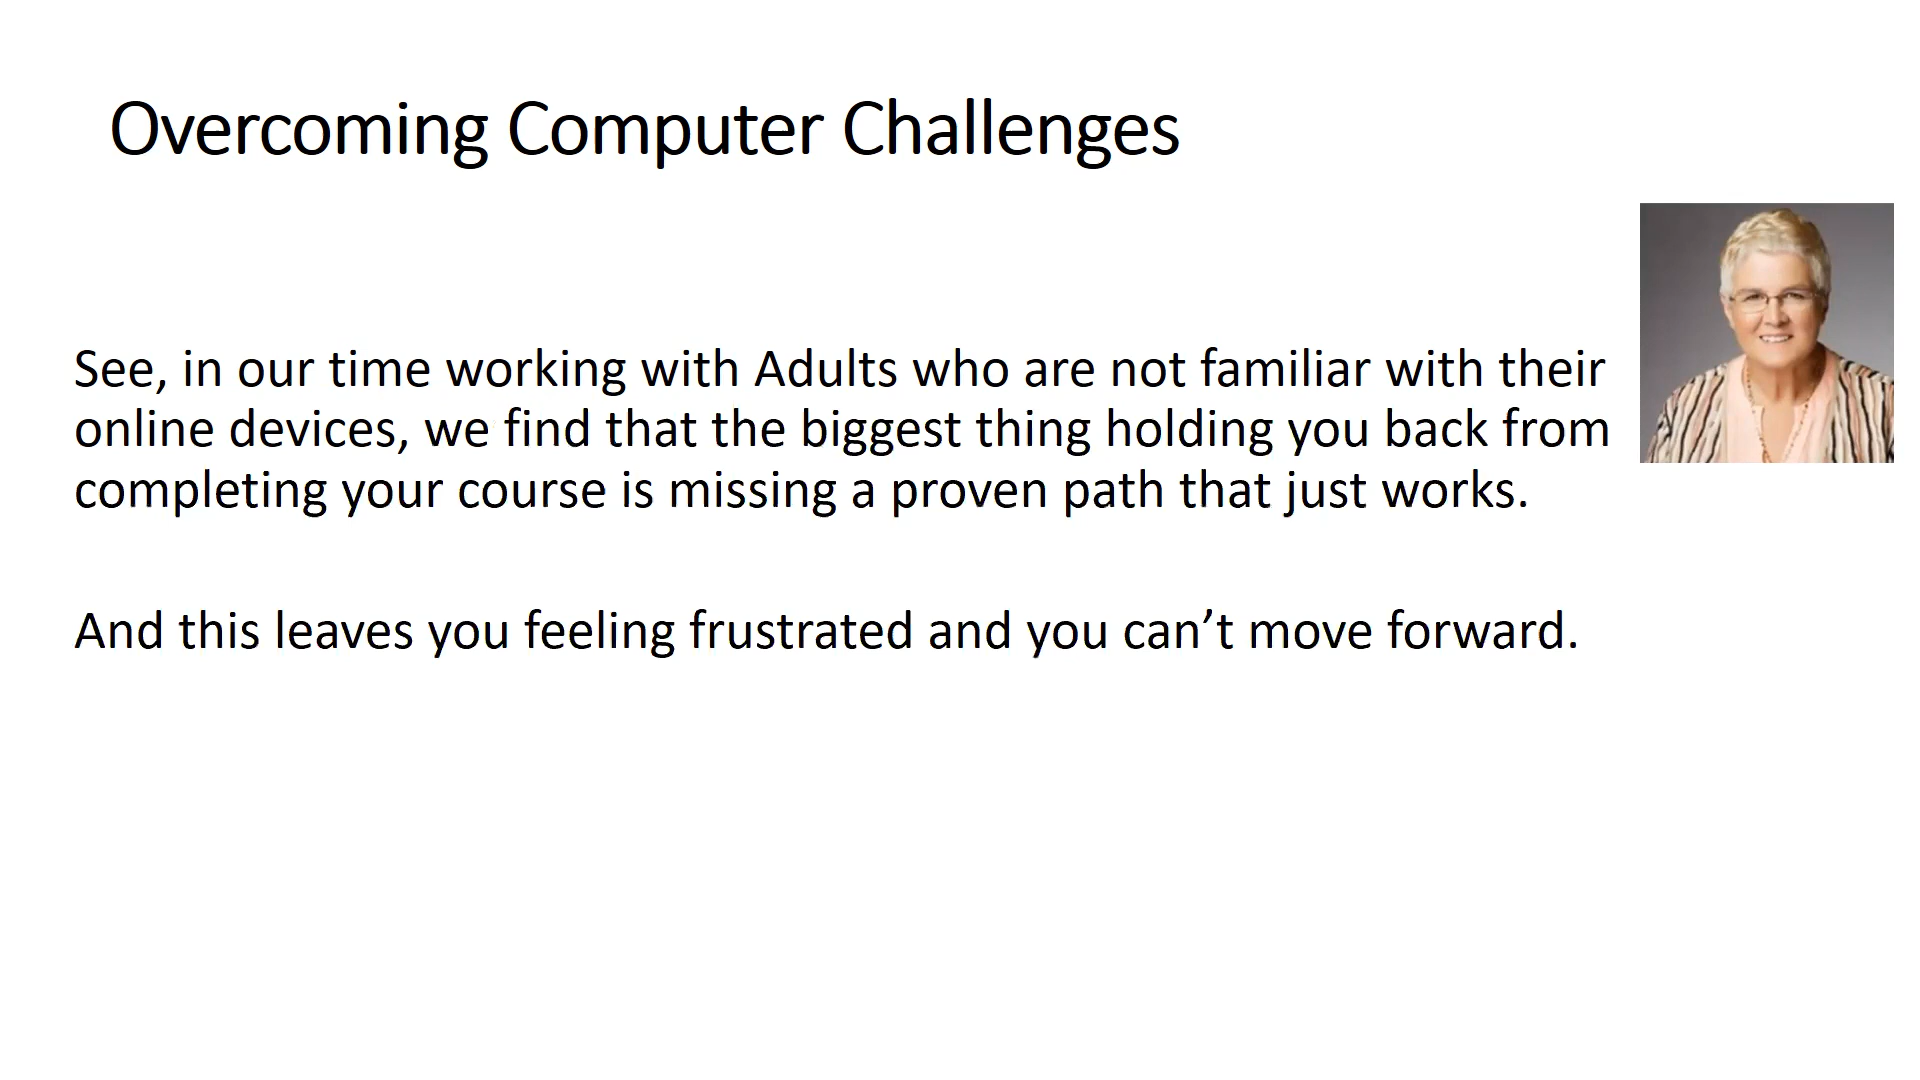 Overcoming Computer Challenges
See, in our time working with Adults who are not familiar with their
online devices, we find that the biggest thing holding you back from
completing your course is missing a proven path that just works.
And this leaves you feeling frustrated and you can’t move forward.